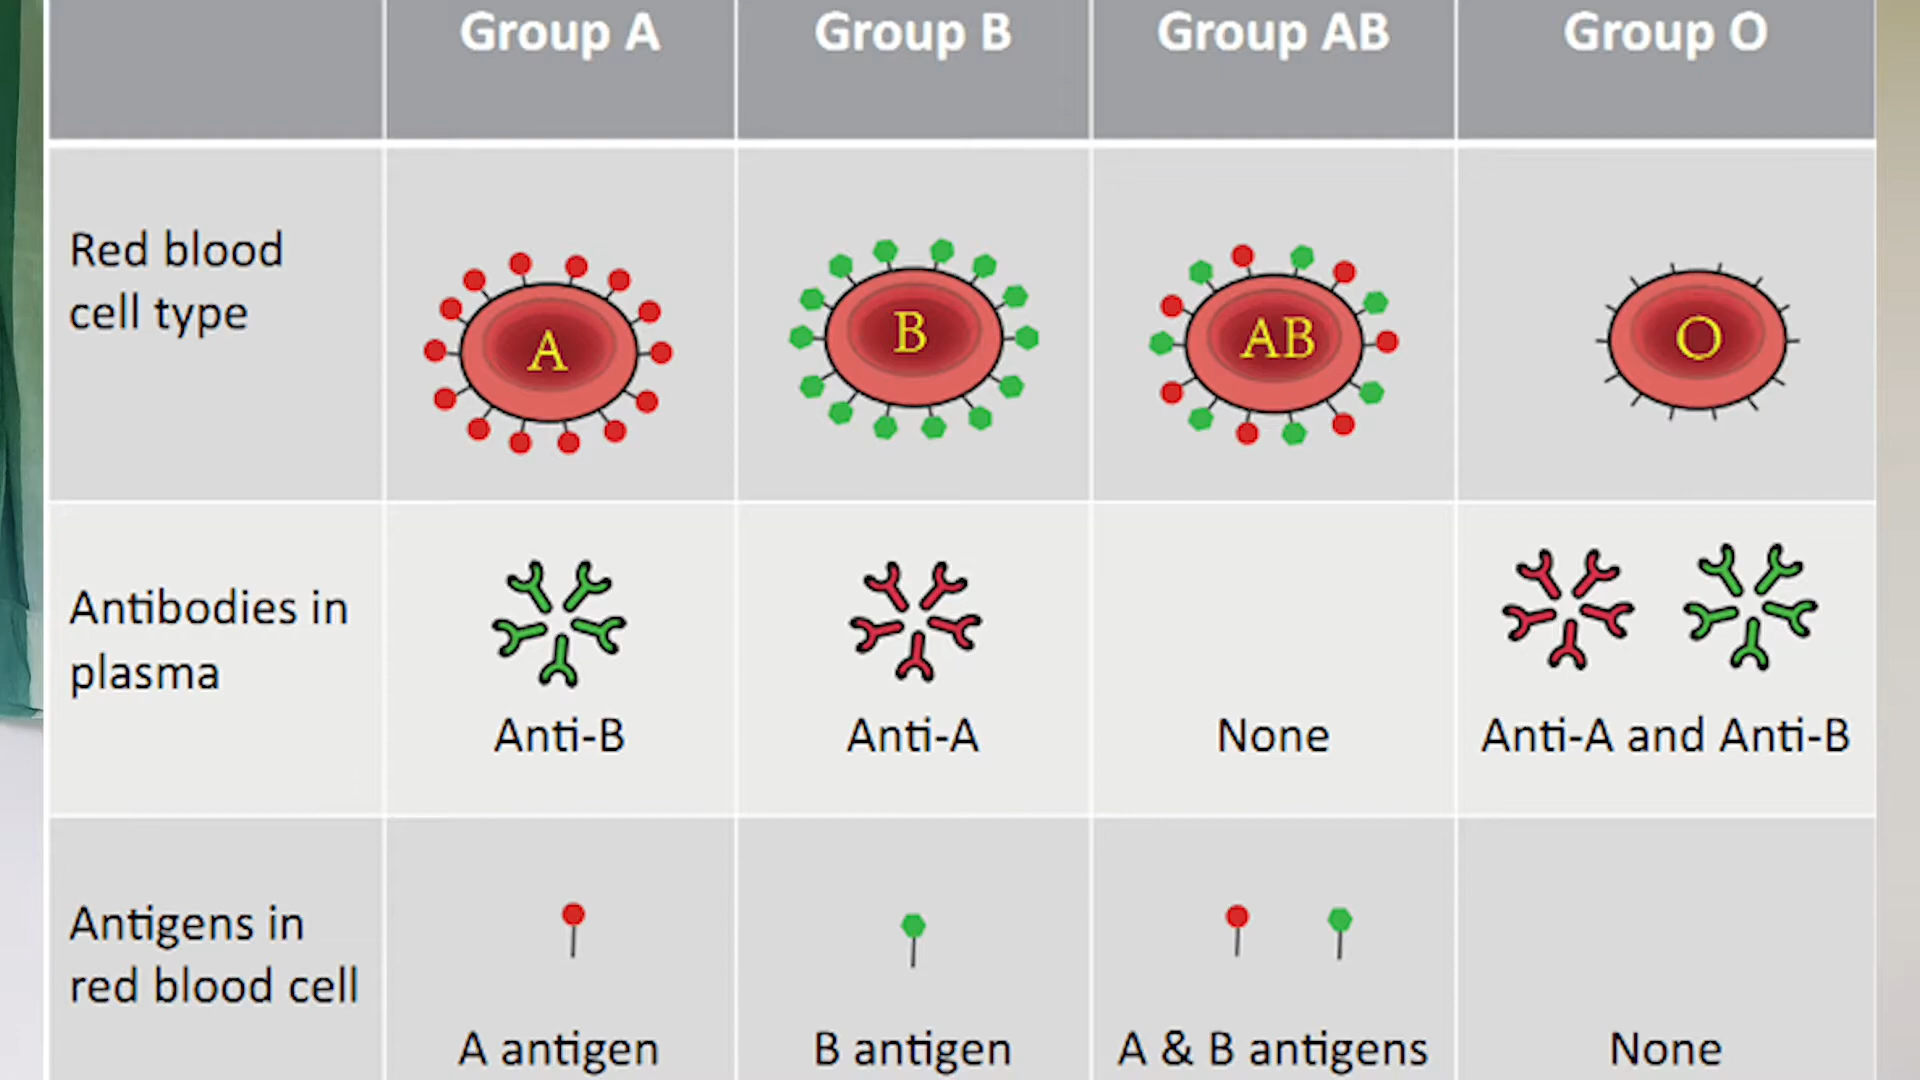 Group A
Group B
Group AB
Group O
Red blood
cell type
A
B
AB
O
Antibodies in
plasma
Anti-B
Anti-A
None
Anti-A and Anti-B
Antigens in
red blood cell
A antigen
B antigen
A & B antigens
None